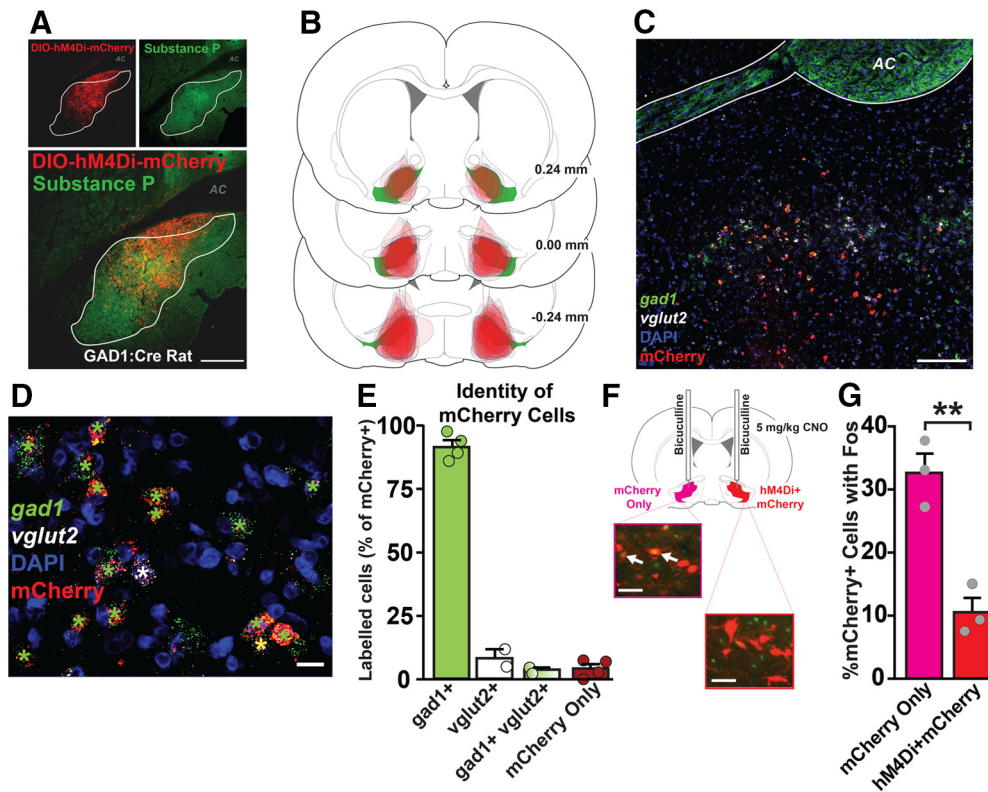 A
DIO-hM4Di-mCherry
AC
Substance P
AC
DIO-hM4Di-mCherry
Substance P
AC
GAD1:Cre Rat
B
0.24 mm
0.00 mm
-0.24 mm
C
AC
gad1
vglut2
DAPI
mCherry
D
gad1
vglut2
DAPI
mCherry
E
Identity of
mCherry Cells
Labelled cells (% of mCherry+)
100
75
50
25
0
gad1+
vglut2+
gad1+ vglut2+
mCherry Only
F
Bicuculline
Bicuculline
5 mg/kg CNO
mCherry
Only
hM4Di+
mCherry
G
**
%mCherry+ Cells with Fos
40
30
20
10
0
mCherry Only
hM4Di+mCherry